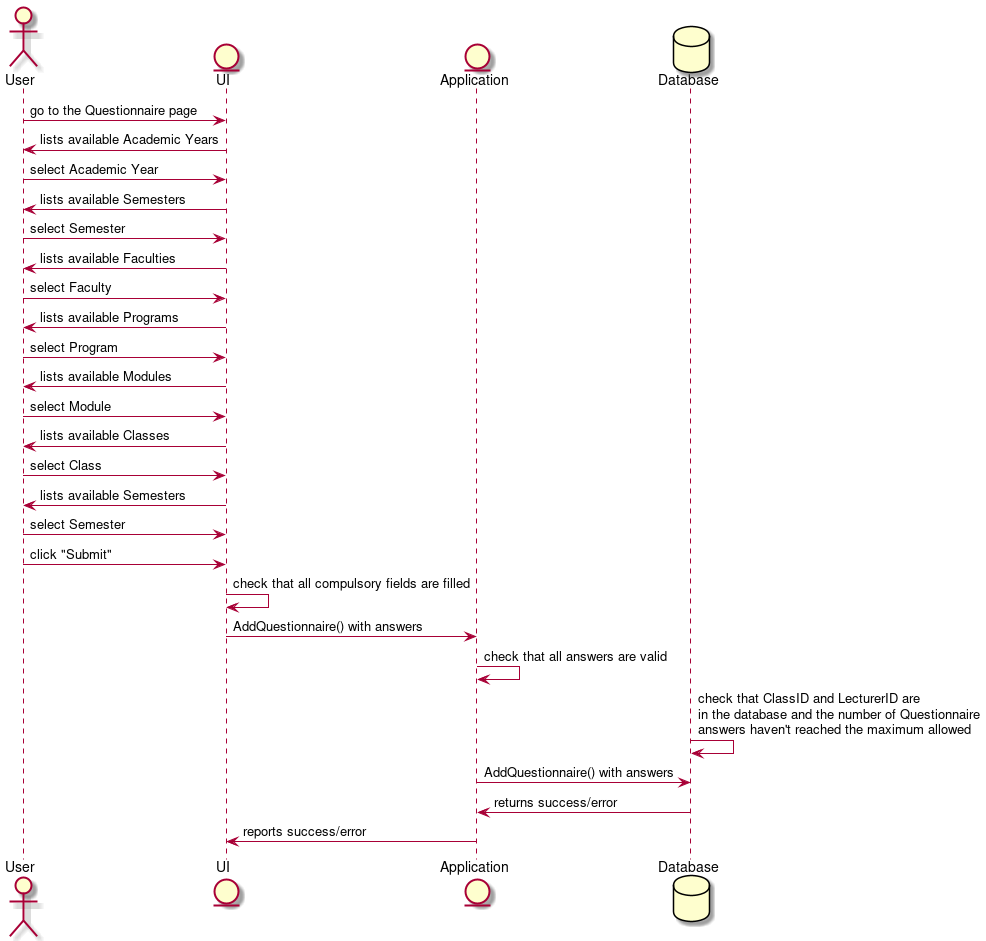 User
UI
Application
Database
go to the Questionnaire page
lists available Academic Years
select Academic Year
lists available Semesters
select Semester
lists available Faculties
select Faculty
lists available Programs
select Program
lists available Modules
select Module
lists available Classes
select Class
lists available Semesters
select Semester
click "Submit"
check that all compulsory fields are filled
AddQuestionnaire() with answers
check that all answers are valid
check that ClassID and LecturerID are
in the database and the number of Questionnaire
answers haven't reached the maximum allowed
AddQuestionnaire() with answers
returns success/error
reports success/error
User
UI
Application
Database